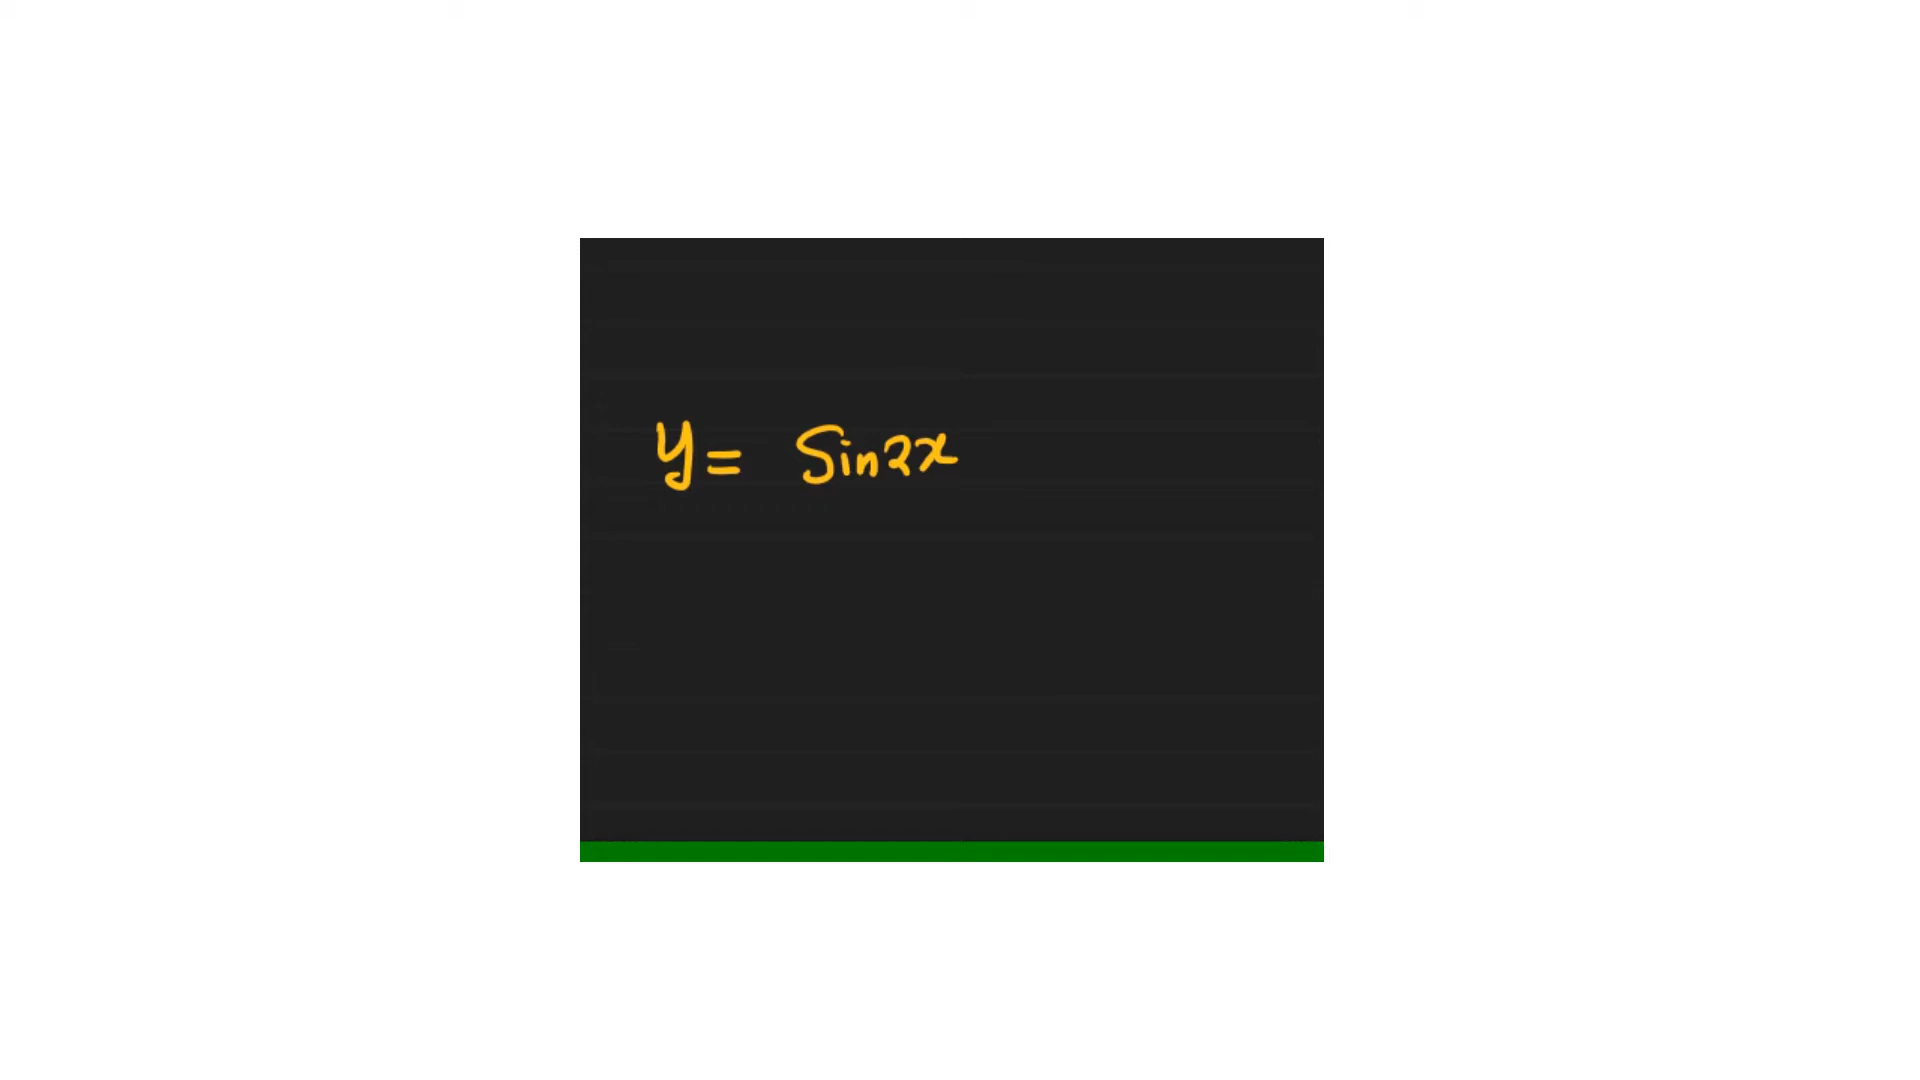 y = Sin2x